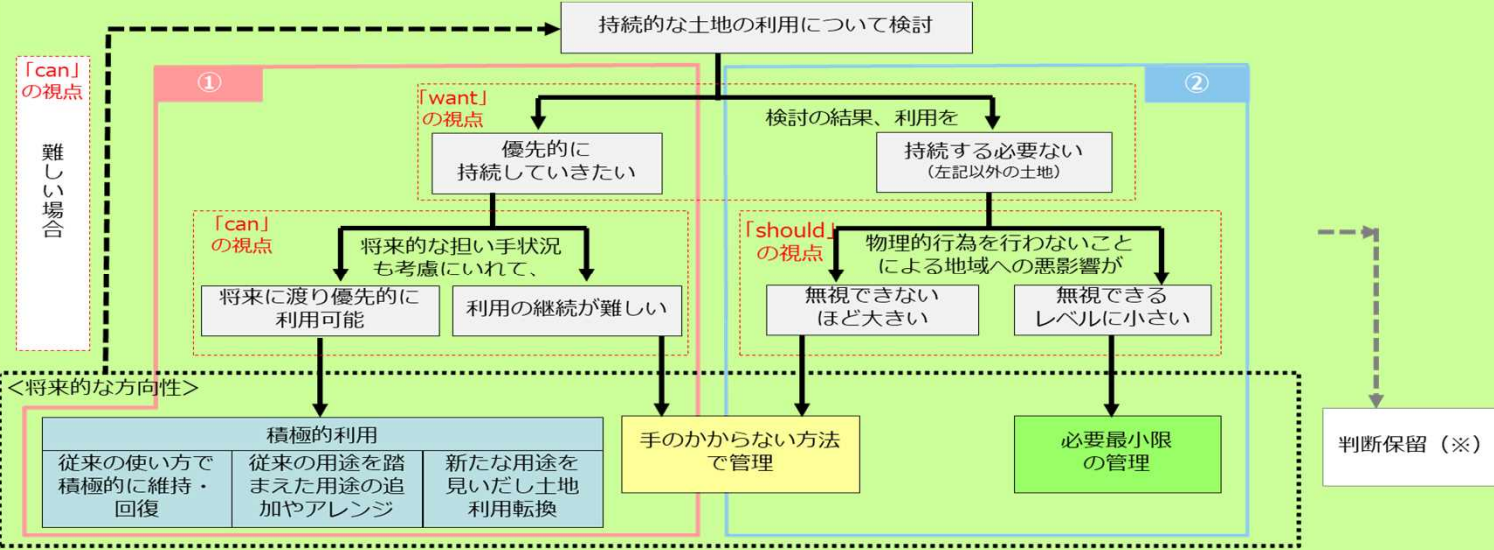 持続的な土地の利用について検討
「can」
の視点
難しい場合
①
②
「want」
の視点
検討の結果、利用を
優先的に
持続していきたい
持続する必要ない
（左記以外の土地）
「can」
の視点
将来的な担い手状況
も考慮にいれて、
「should」
の視点
物理的行為を行わないこと
による地域への悪影響が
将来に渡り優先的に
利用可能
利用の継続が難しい
無視できない
ほど大きい
無視できる
レベルに小さい
＜将来的な方向性＞
積極的利用
従来の使い方で
積極的に維持・
回復
従来の用途を踏
まえた用途の追
加やアレンジ
新たな用途を
見いだし土地
利用転換
手のかからない方法
で管理
必要最小限
の管理
判断保留（※）